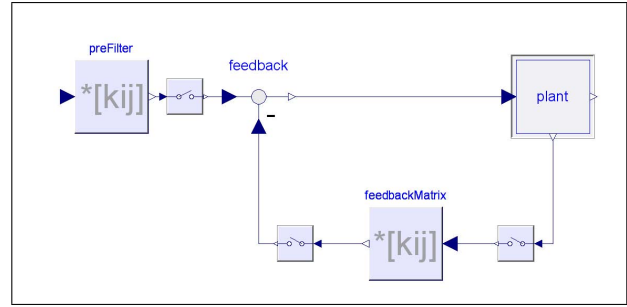 preFilter
*[kij]
feedback
-
plant
feedbackMatrix
*[kij]